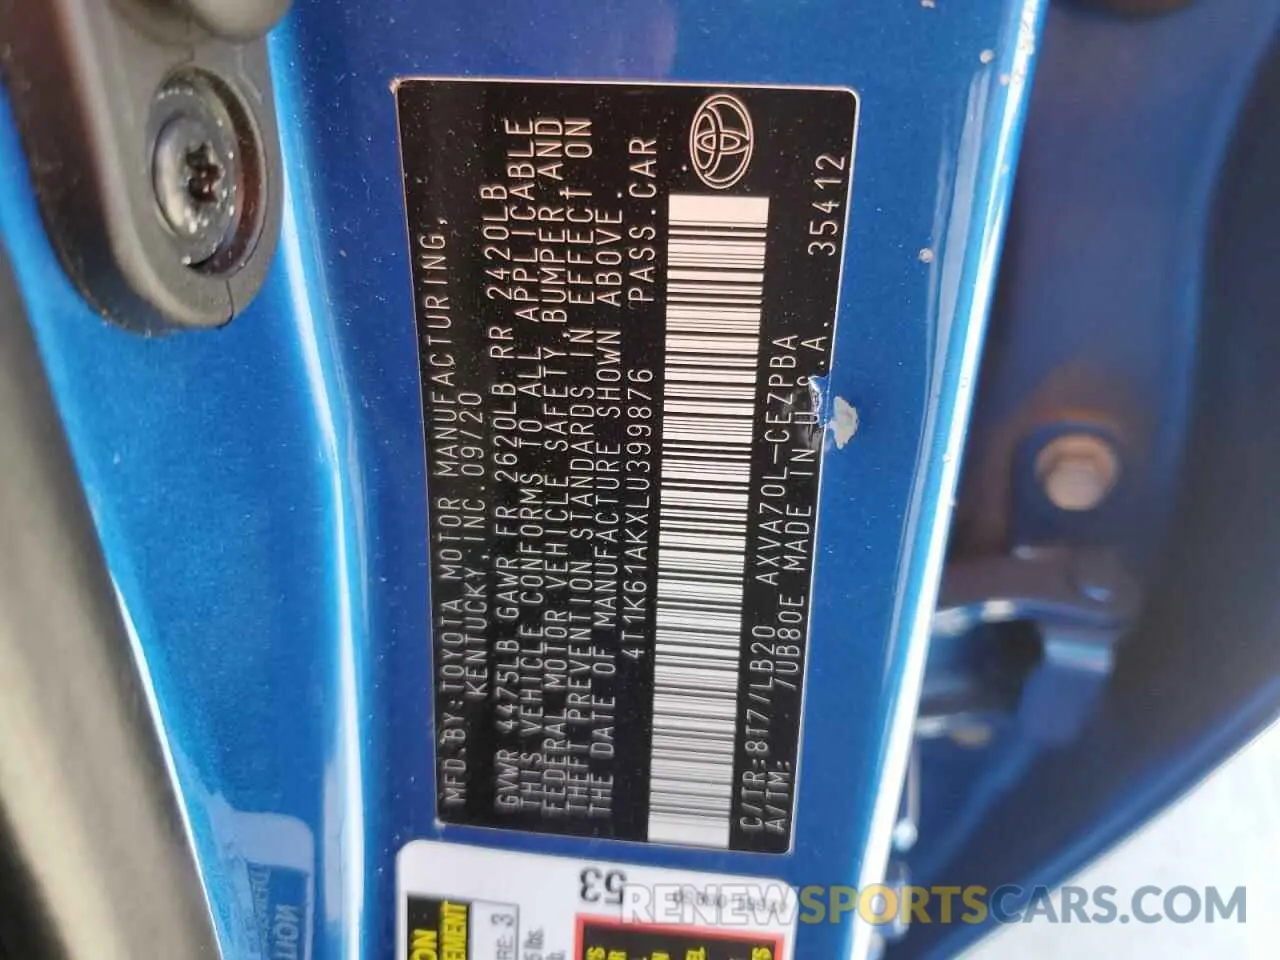 MFD.BY:TOYOTA MOTOR MANUFACTURING,
KENTUCKY, INC. 09/20
GVWR 4475LB GAWR FR 2620LB RR 2420LB
THIS VEHICLE CONFORMS TO ALL APPLICABLE
FEDERAL MOTOR VEHICLE SAFETY,BUMPER AND
THEFT PREVENTION STANDARDS IN EFFECT ON
THE DATE OF MANUFACTURE SHOWN ABOVE.
4T1K61AKXLU399876 PASS.CAR
C/TR:8T7/LB20 AXVA70L-CEZPBA
A/TM: /UB80E MADE IN U.S.A. 35412
53
RENEWSPORTSCARS.COM